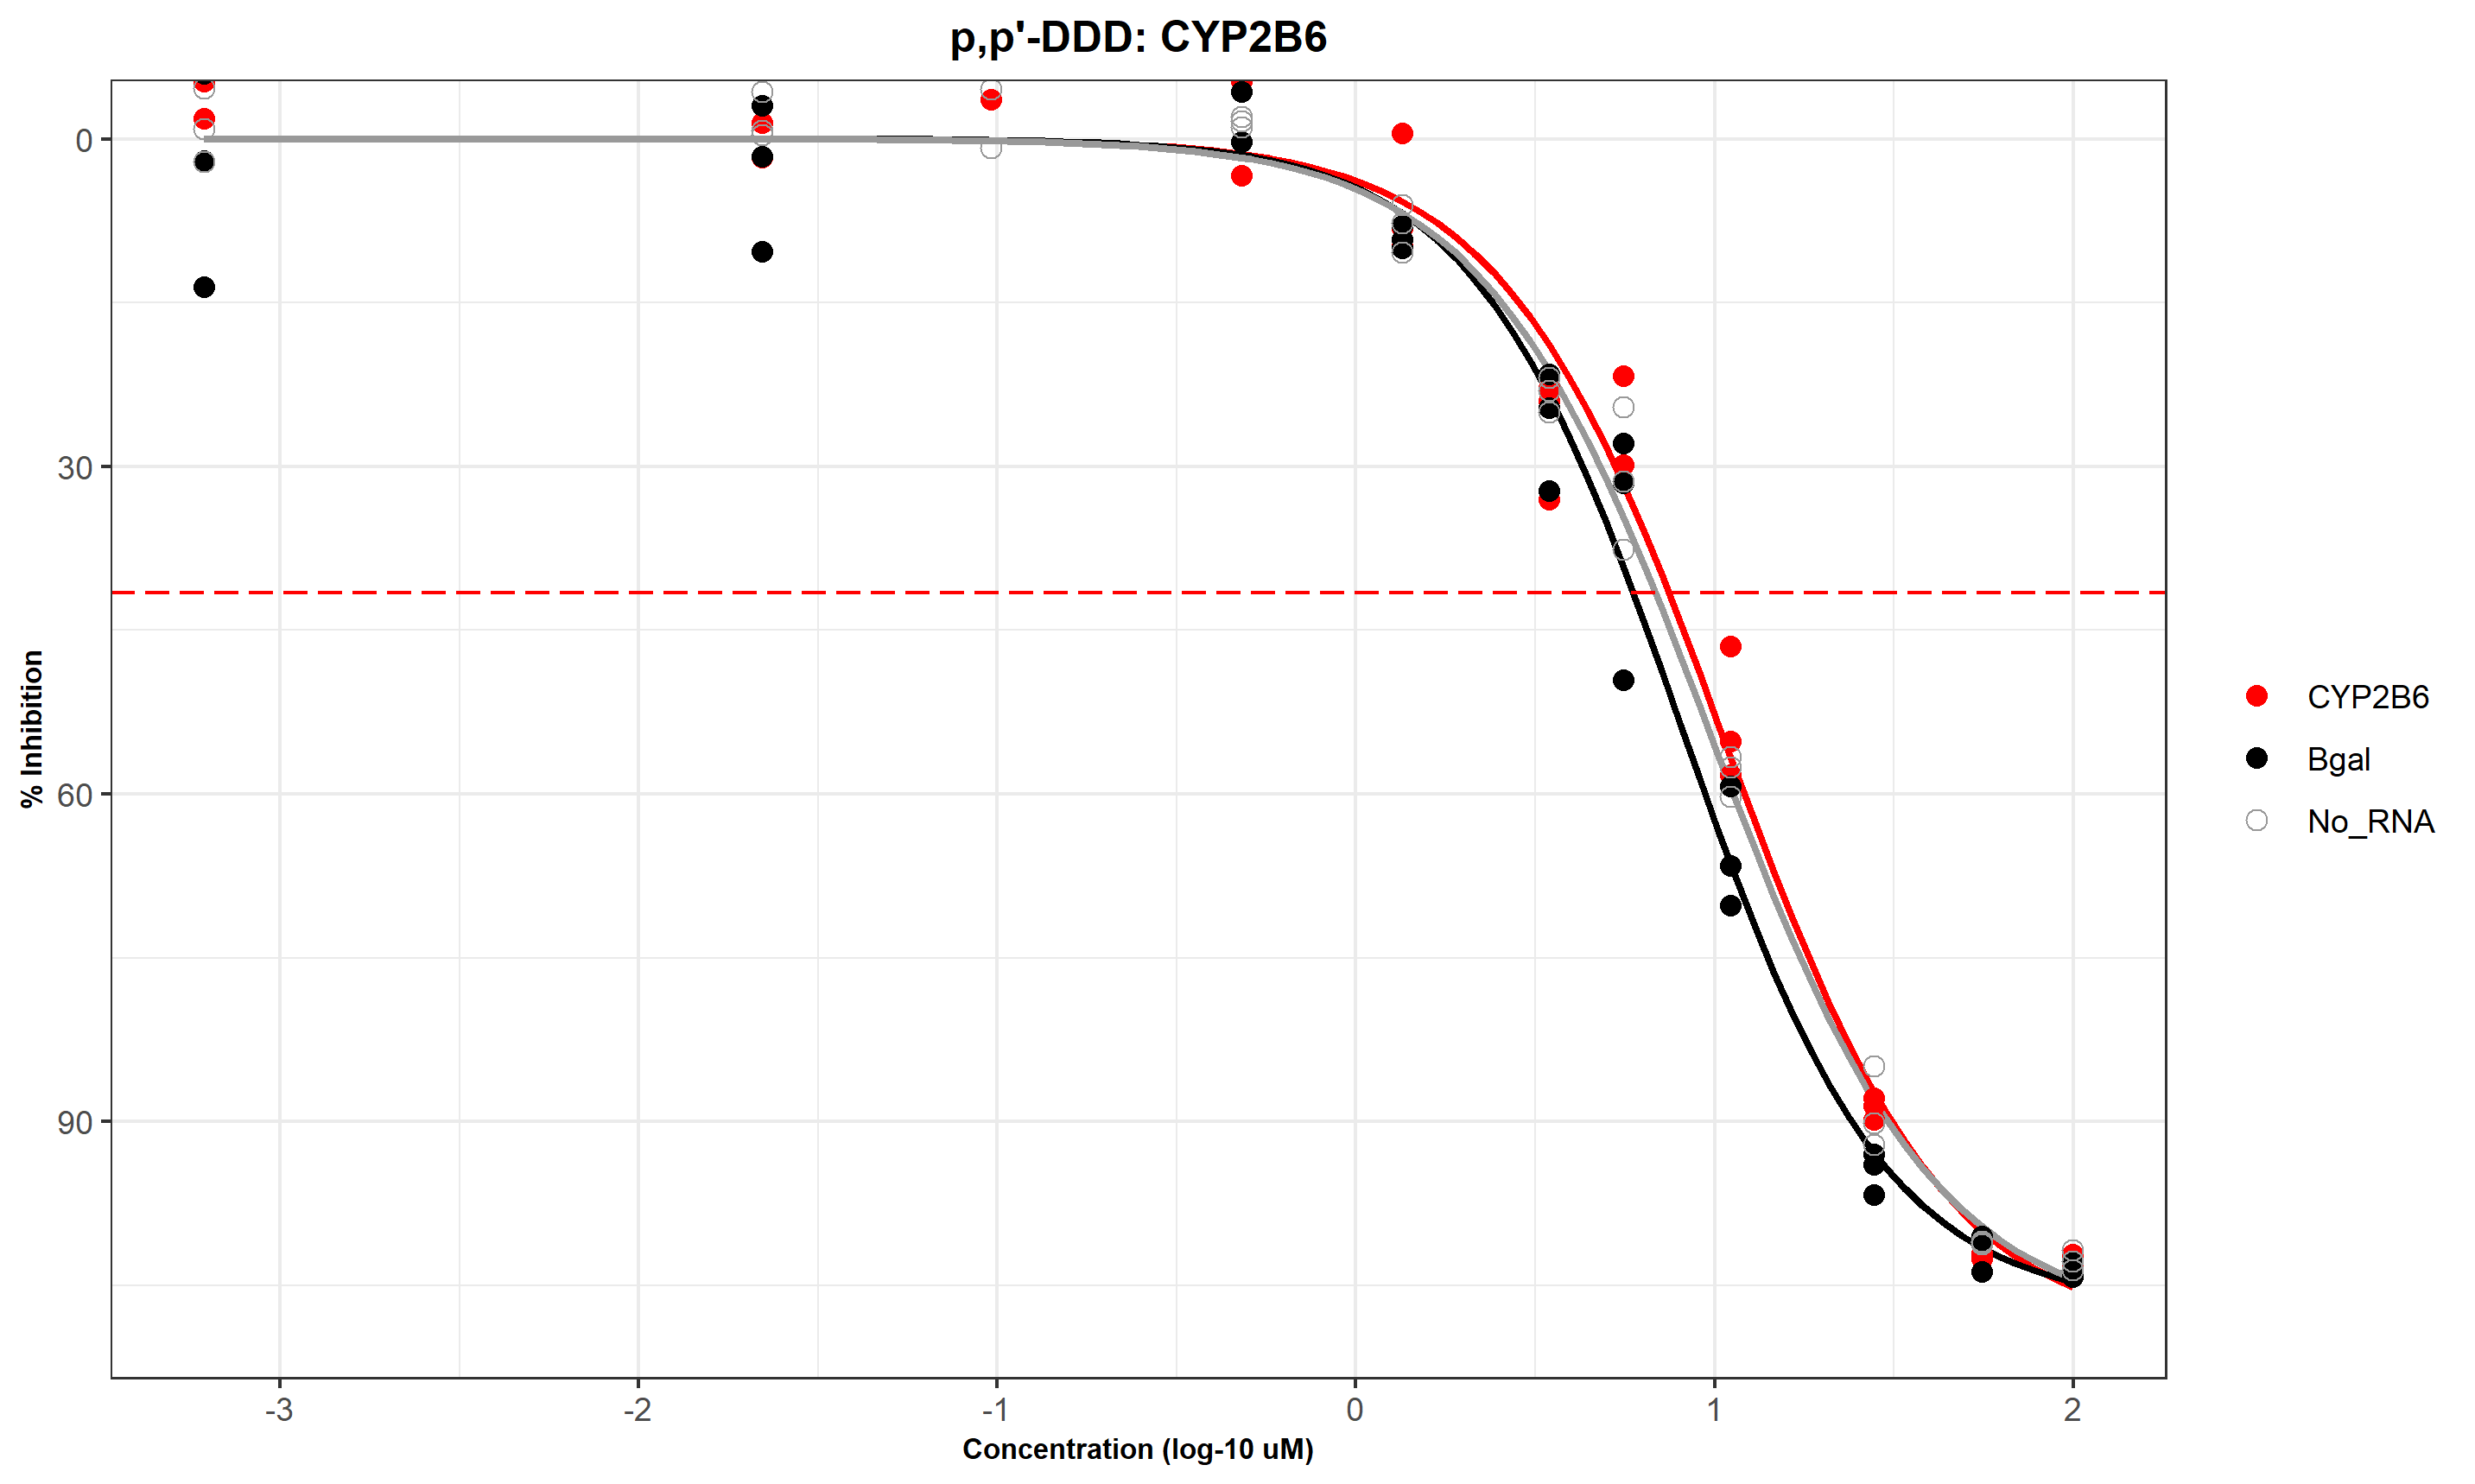 p,p'-DDD: CYP2B6
0
30
60
90
% Inhibition
-3
-2
-1
0
1
2
Concentration (log-10 uM)
CYP2B6
Bgal
No_RNA